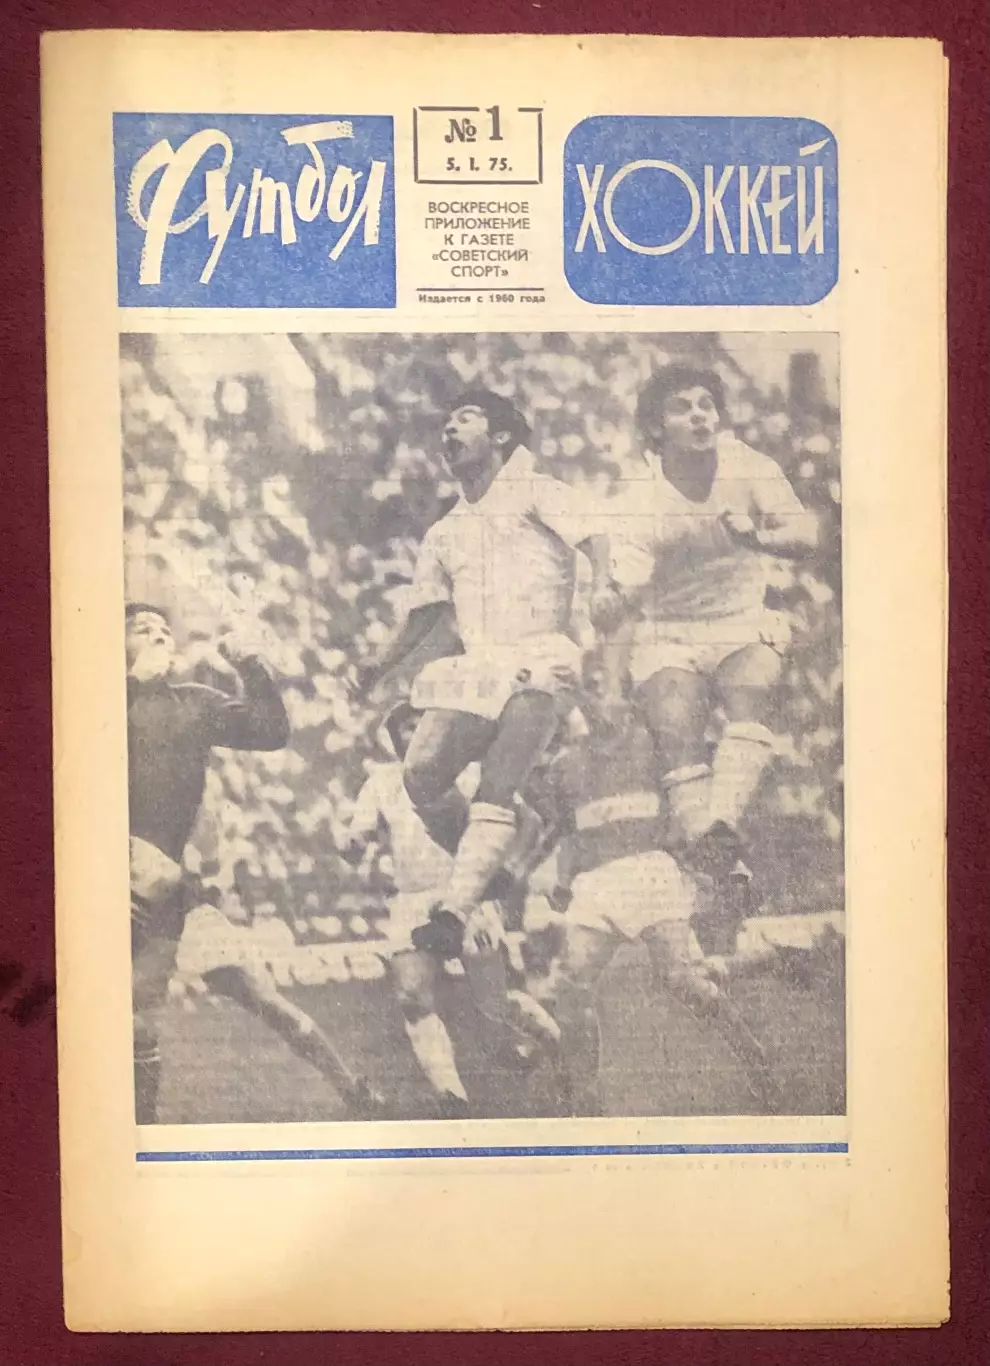 Футбол
№ 1
5. I. 75.
ВОСКРЕСНОЕ
ПРИЛОЖЕНИЕ
К ГАЗЕТЕ
«СОВЕТСКИЙ
СПОРТ»
Издается с 1960 года
ХОККЕЙ